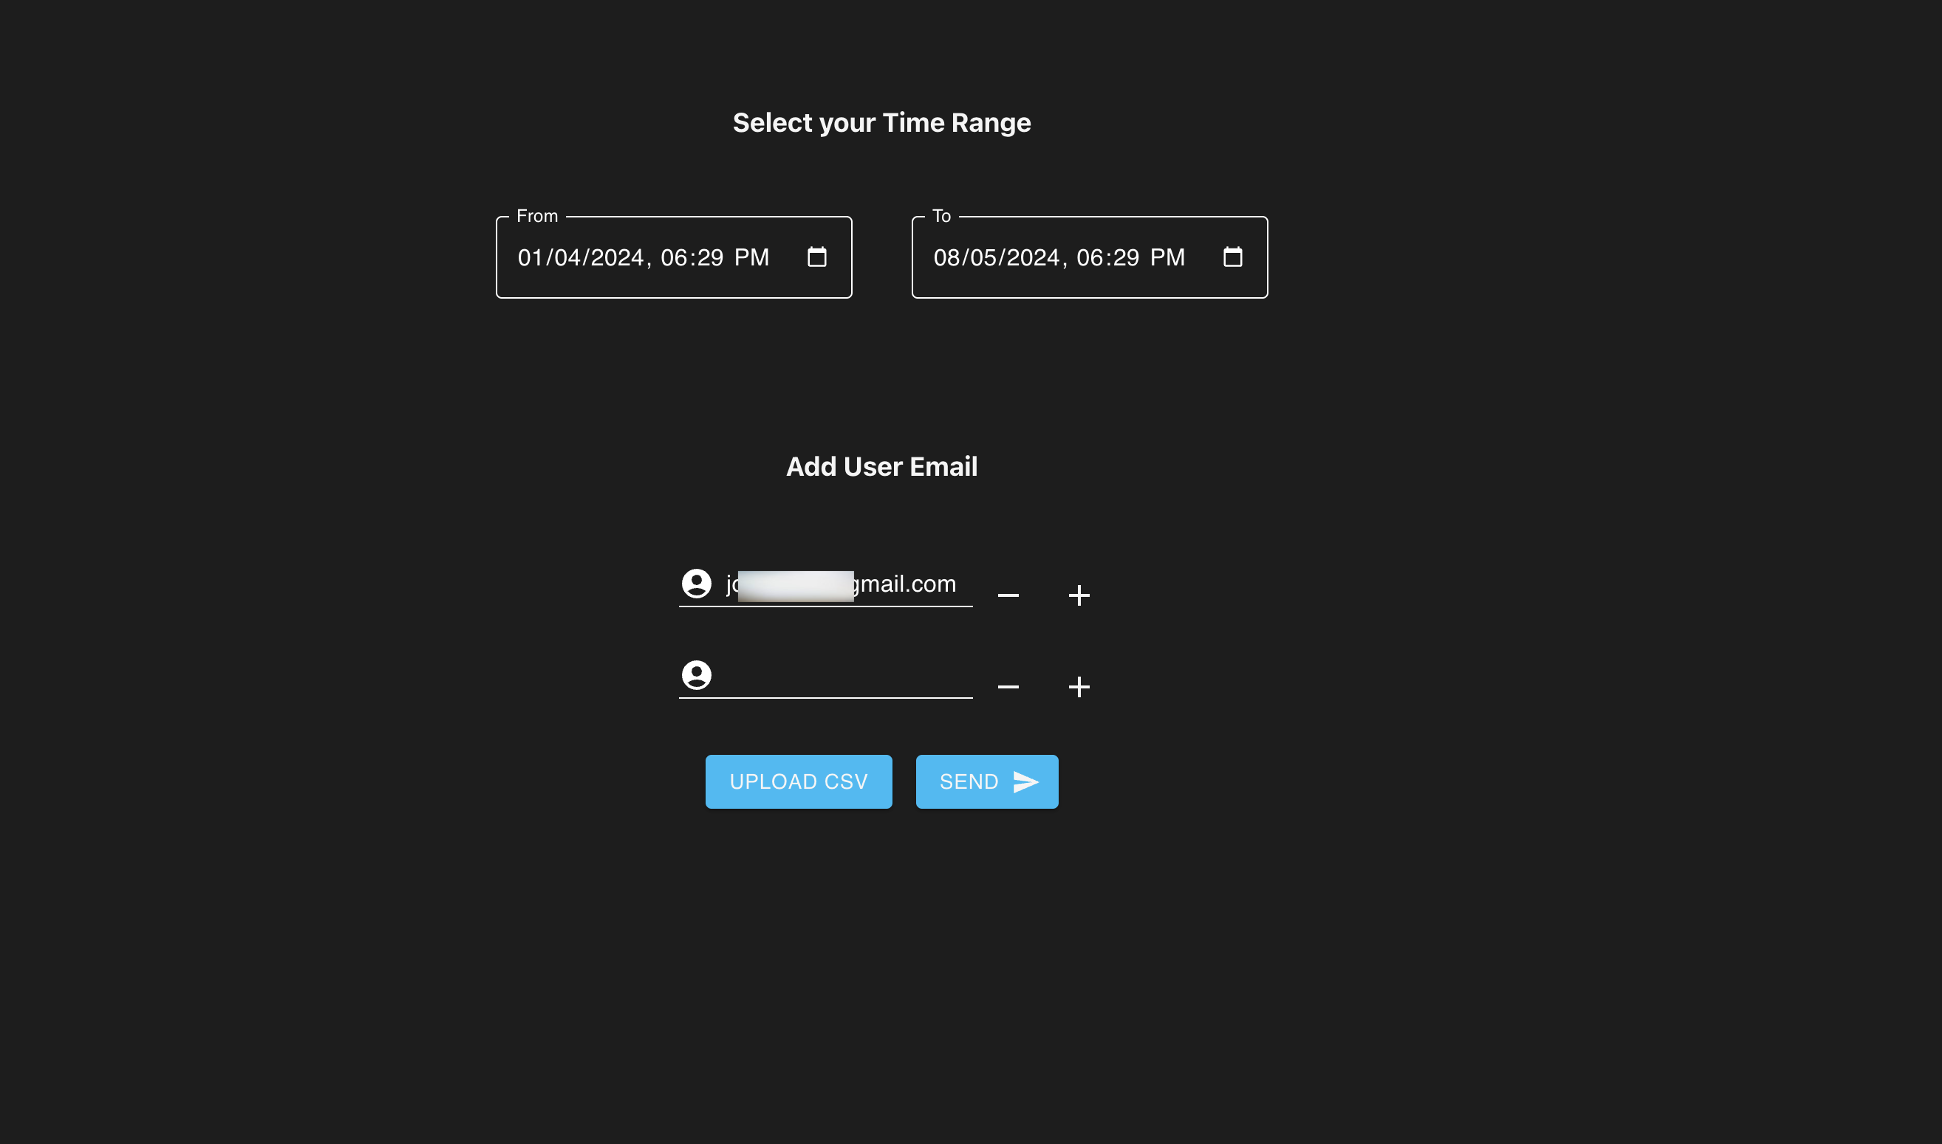 Select your Time Range
From
01/04/2024, 06:29 PM
To
08/05/2024, 06:29 PM
Add User Email
gmail.com
UPLOAD CSV
SEND